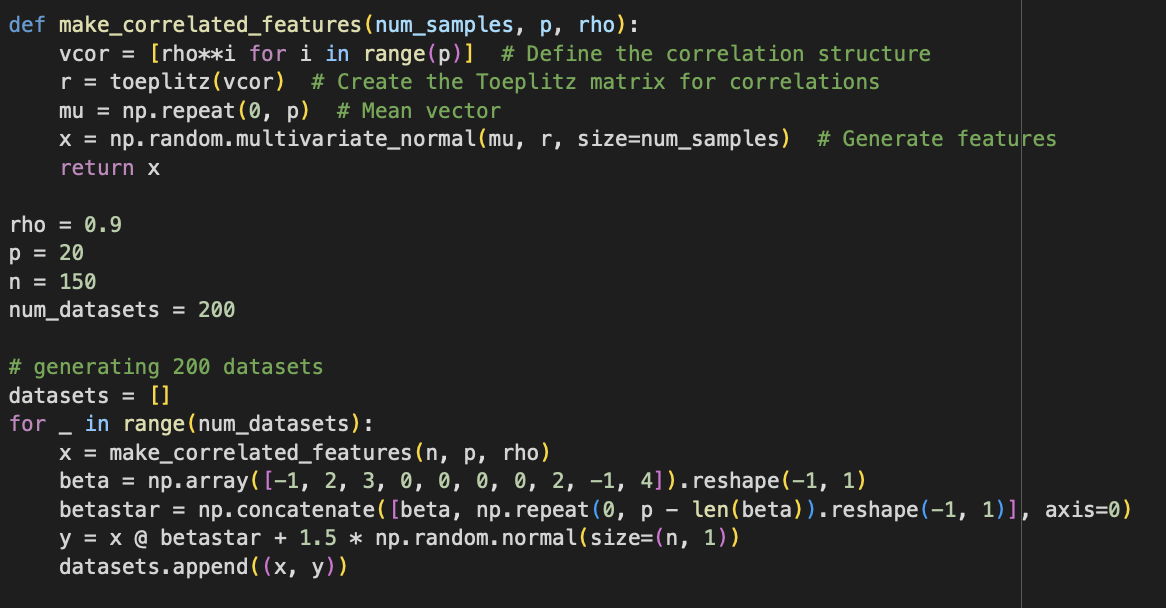 def make_correlated_features(num_samples, p, rho):
    vcor = [rho**i for i in range(p)]  # Define the correlation structure
    r = toeplitz(vcor)  # Create the Toeplitz matrix for correlations
    mu = np.repeat(0, p)  # Mean vector
    x = np.random.multivariate_normal(mu, r, size=num_samples)  # Generate features
    return x

rho = 0.9
p = 20
n = 150
num_datasets = 200

# generating 200 datasets
datasets = []
for _ in range(num_datasets):
    x = make_correlated_features(n, p, rho)
    beta = np.array([-1, 2, 3, 0, 0, 0, 0, 2, -1, 4]).reshape(-1, 1)
    betastar = np.concatenate([beta, np.repeat(0, p - len(beta)).reshape(-1, 1)], axis=0)
    y = x @ betastar + 1.5 * np.random.normal(size=(n, 1))
    datasets.append((x, y))